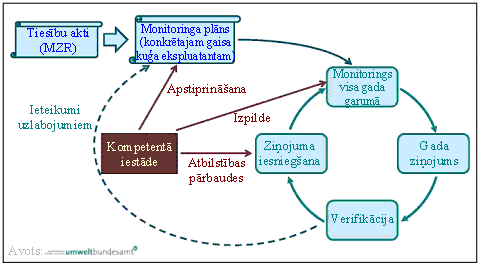 Tiesību akti
(MZR)
Monitoringa plāns
(konkrētajam gaisa
kuģa ekspluatantam)
Monitorings
visa gada
garumā
Apstiprināšana
Ieteikumi
uzlabojumiem
Izpilde
Kompetentā
iestāde
Atbilstības
pārbaudes
Ziņojuma
iesniegšana
Gada
ziņojums
Verifikācija
Avots:
umweltbundesamt